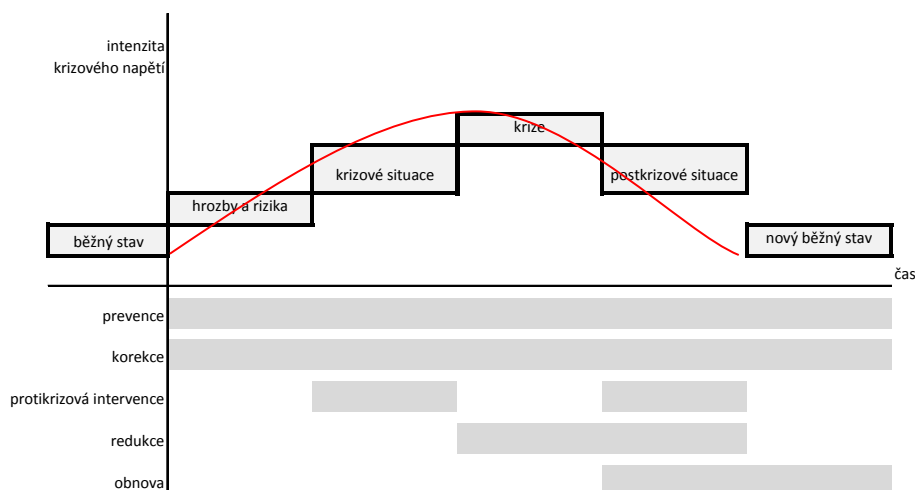 intenzita
krizového napětí
krize
krizové situace
postkrizové situace
hrozby a rizika
běžný stav
nový běžný stav
čas
prevence
korekce
protikrizová intervence
redukce
obnova